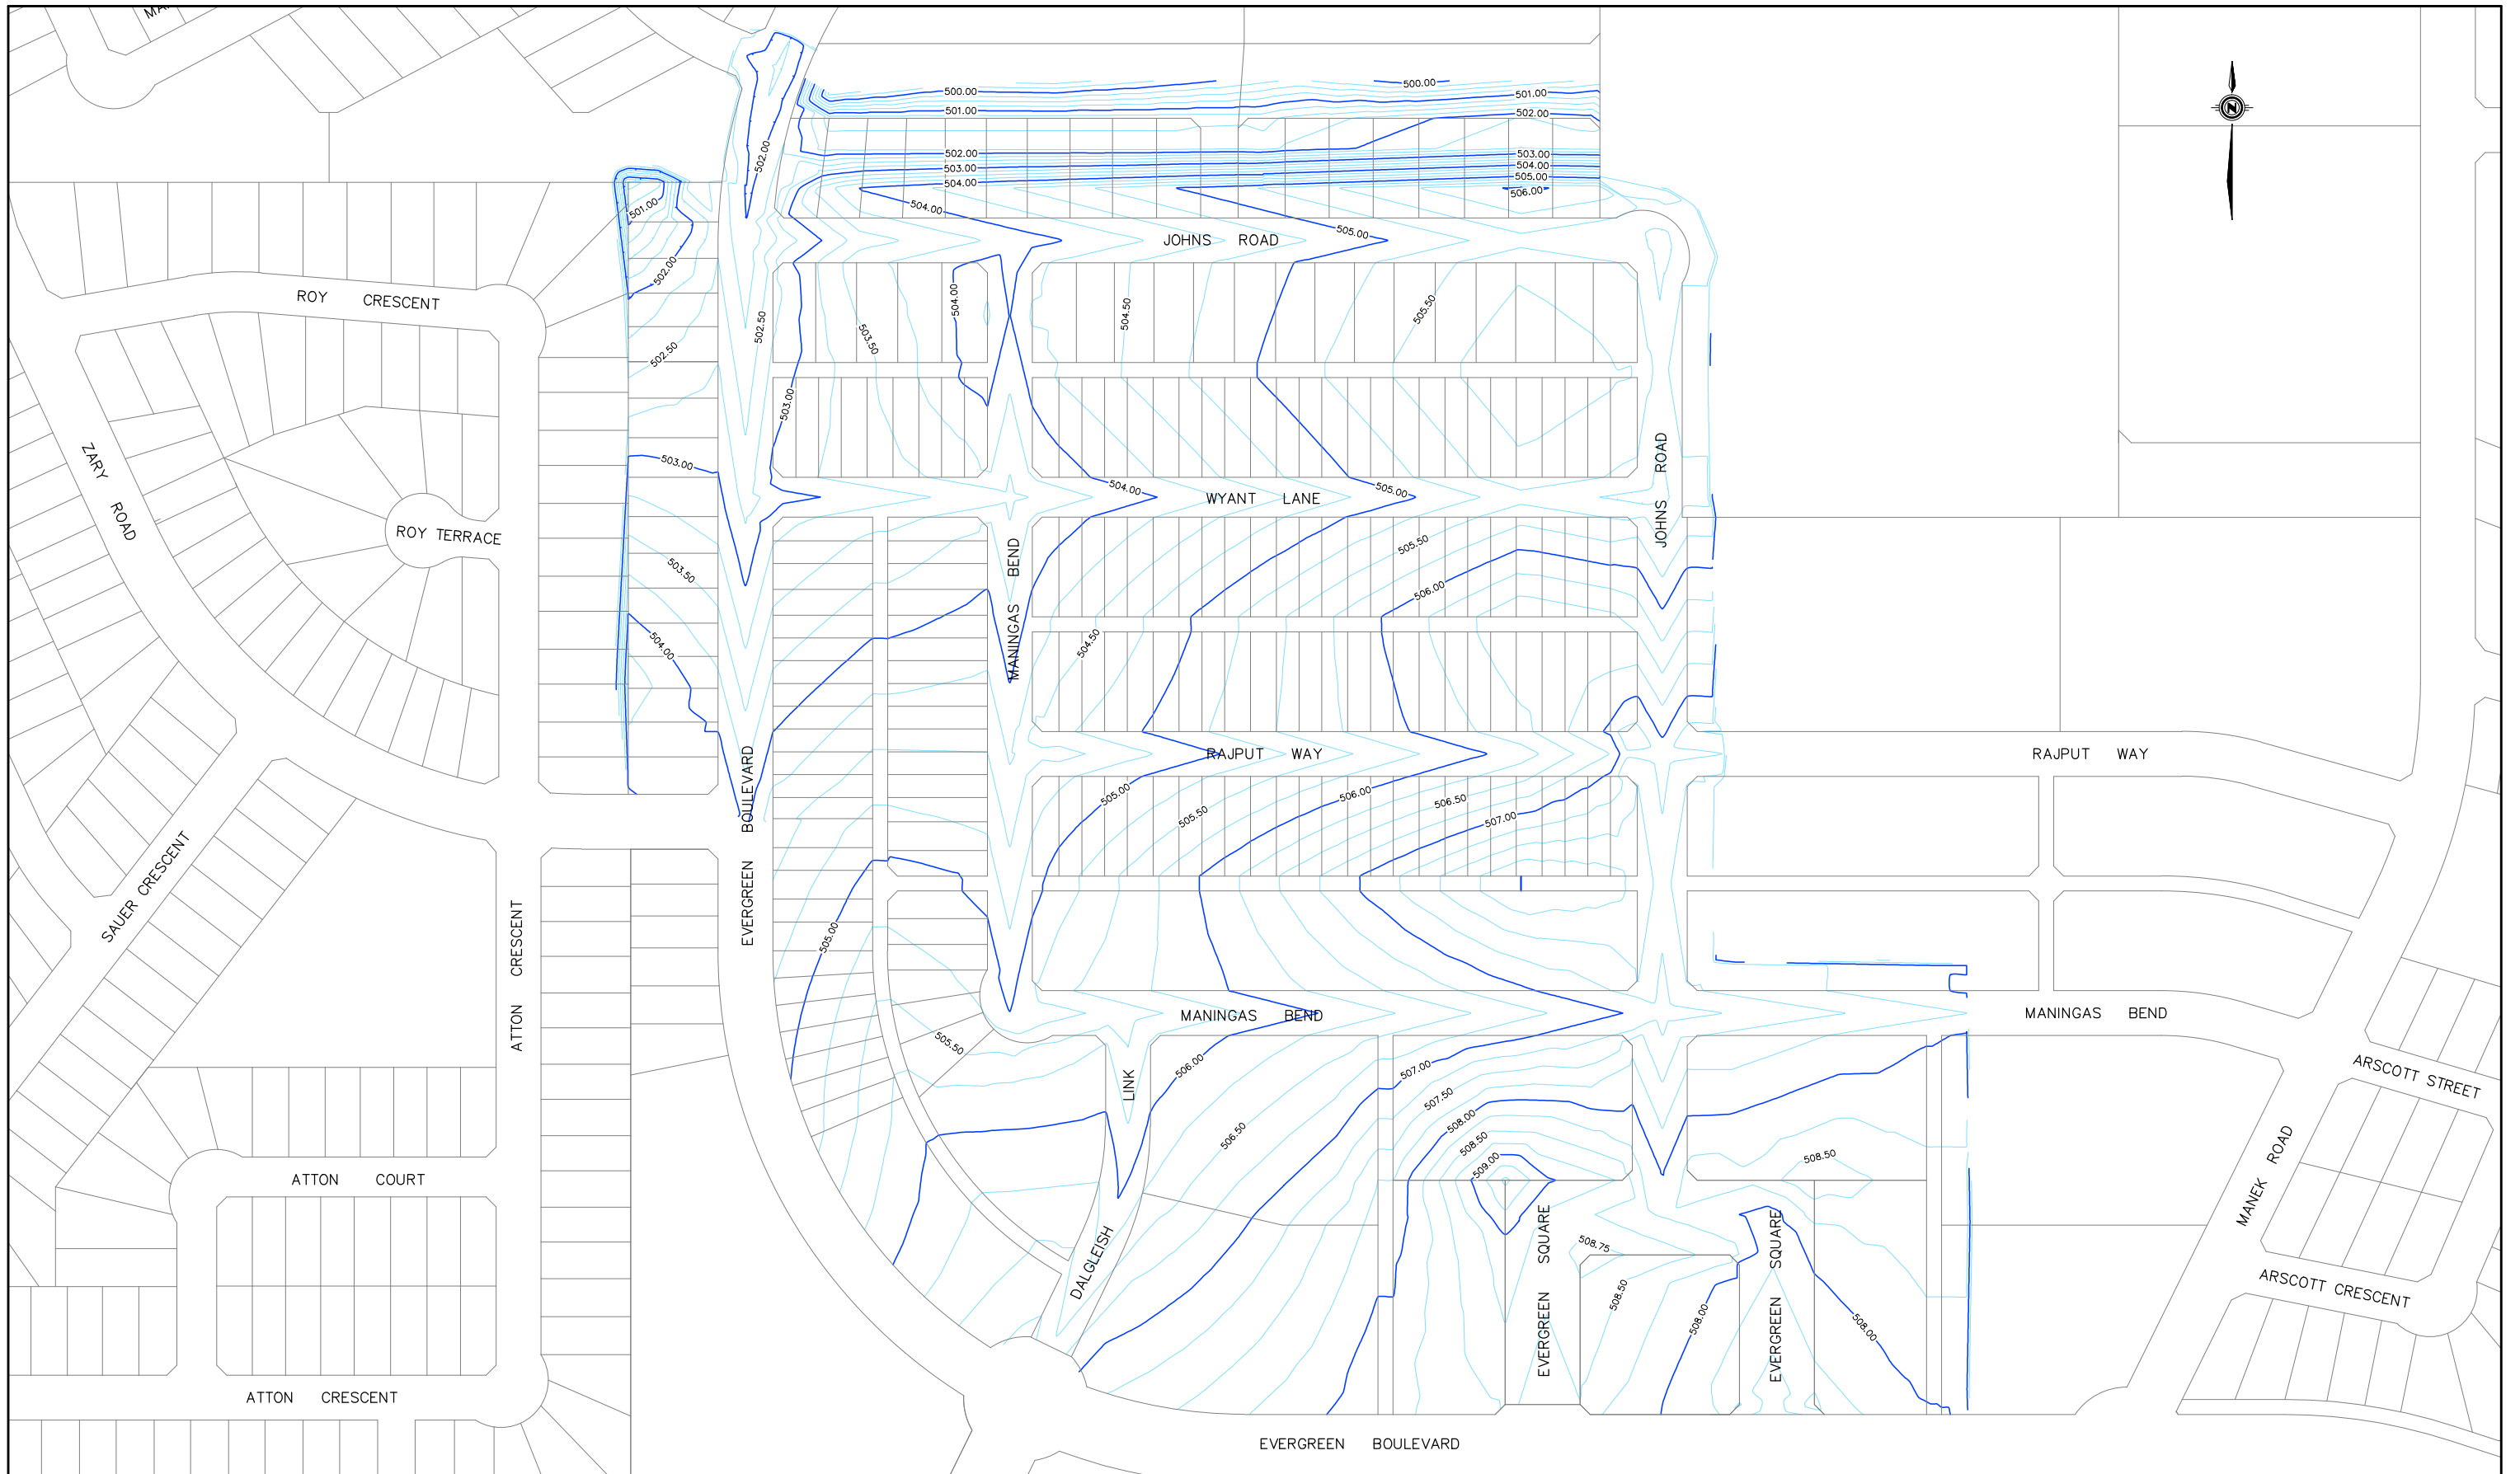 500.00
500.00
501.00
501.00
502.00
502.00
502.00
503.00
503.00
504.00
504.00
505.00
506.00
501.00
504.00
505.00
JOHNS ROAD
502.00
ROY CRESCENT
504.00
504.50
505.50
502.50
503.50
502.50
503.00
ZARY ROAD
503.00
504.00
505.00
WYANT LANE
JOHNS ROAD
ROY TERRACE
505.50
503.50
MANINGAS BEND
506.00
504.00
504.50
RAJPUT WAY
RAJPUT WAY
EVERGREEN BOULEVARD
505.00
505.50
506.00
506.50
507.00
SAUER CRESCENT
ATTON CRESCENT
505.00
MANINGAS BEND
MANINGAS BEND
505.50
506.00
LINK
507.00
507.50
508.00
508.50
509.00
506.50
508.50
ARSCOTT STREET
MANEK ROAD
ATTON COURT
DALGLEISH
EVERGREEN SQUARE
508.75
EVERGREEN SQUARE
508.50
508.00
508.00
ARSCOTT CRESCENT
ATTON CRESCENT
EVERGREEN BOULEVARD
N